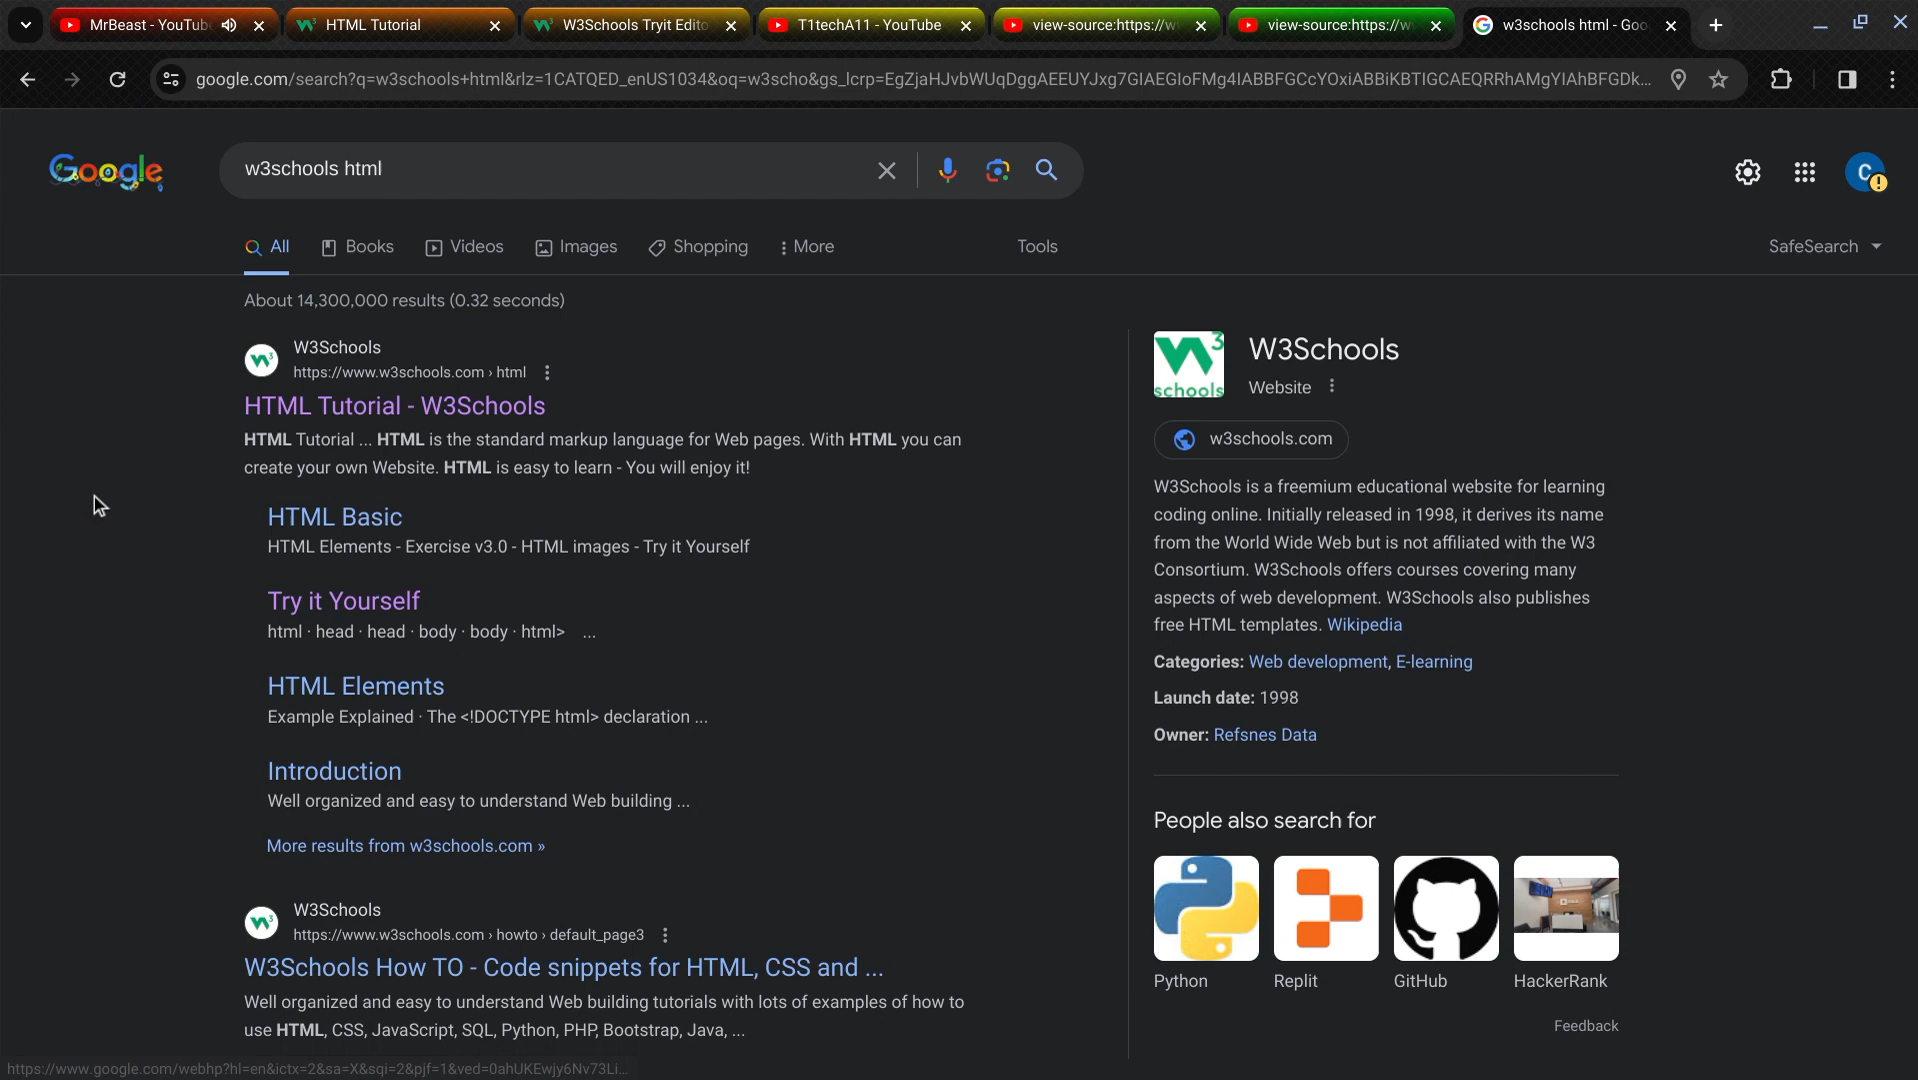 MrBeast - YouTube
HTML Tutorial
W3Schools Tryit Edito
T1techA11 - YouTube
view-source:https://w
view-source:https://w
w3schools html - Goo
google.com/search?q=w3schools+html&rlz=1CATQED_enUS1034&oq=w3scho&gs_lcrp=EgZjaHJvbWUqDggAEEUYJxg7GIAEGIoFMg4IABBFGCcYOxiABBiKBTIGCAEQRRhAMgYIAhBFGDk...
Google
w3schools html
C
All
Books
Videos
Images
Shopping
More
Tools
SafeSearch
About 14,300,000 results (0.32 seconds)
W3Schools
https://www.w3schools.com › html
HTML Tutorial - W3Schools
HTML Tutorial ... HTML is the standard markup language for Web pages. With HTML you can
create your own Website. HTML is easy to learn - You will enjoy it!
HTML Basic
HTML Elements - Exercise v3.0 - HTML images - Try it Yourself
Try it Yourself
html · head · head · body · body · html> ...
HTML Elements
Example Explained · The <!DOCTYPE html> declaration ...
Introduction
Well organized and easy to understand Web building ...
More results from w3schools.com »
W3Schools
https://www.w3schools.com › howto › default_page3
W3Schools How TO - Code snippets for HTML, CSS and ...
Well organized and easy to understand Web building tutorials with lots of examples of how to
use HTML, CSS, JavaScript, SQL, Python, PHP, Bootstrap, Java, ...
W3 schools
W3Schools
Website
w3schools.com
W3Schools is a freemium educational website for learning
coding online. Initially released in 1998, it derives its name
from the World Wide Web but is not affiliated with the W3
Consortium. W3Schools offers courses covering many
aspects of web development. W3Schools also publishes
free HTML templates. Wikipedia
Categories: Web development, E-learning
Launch date: 1998
Owner: Refsnes Data
People also search for
Python
Replit
GitHub
HackerRank
Feedback
https://www.google.com/webhp?hl=en&ictx=2&sa=X&sqi=2&pjf=1&ved=0ahUKEwjy6Nv73Li...